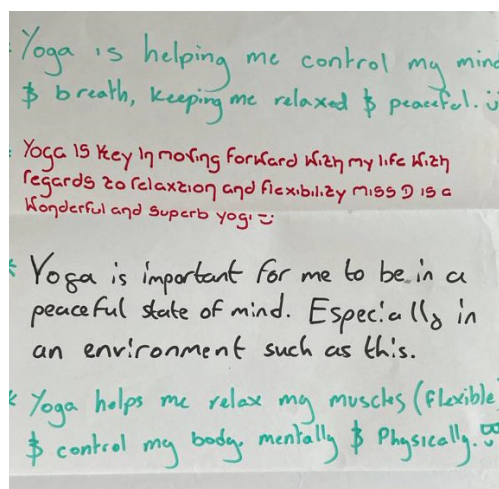 * Yoga is helping me control my mind
& breath, keeping me relaxed & peaceful.
* Yoga is key in moving forward with my life with
regards to relaxtion and flexibility miss D is a
wonderful and superb yogi
* Yoga is important for me to be in a
peaceful state of mind. Especially in
an environment such as this.
* Yoga helps me relax my muscles (flexible)
& control my body. mentally & Physically.